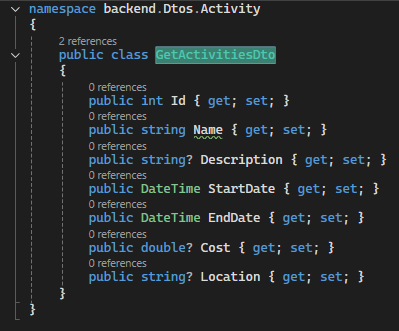 namespace backend.Dtos.Activity
{
2 references
public class GetActivitiesDto
{
0 references
public int Id { get; set; }
0 references
public string Name { get; set; }
0 references
public string? Description { get; set; }
0 references
public DateTime StartDate { get; set; }
0 references
public DateTime EndDate { get; set; }
0 references
public double? Cost { get; set; }
0 references
public string? Location { get; set; }
}
}